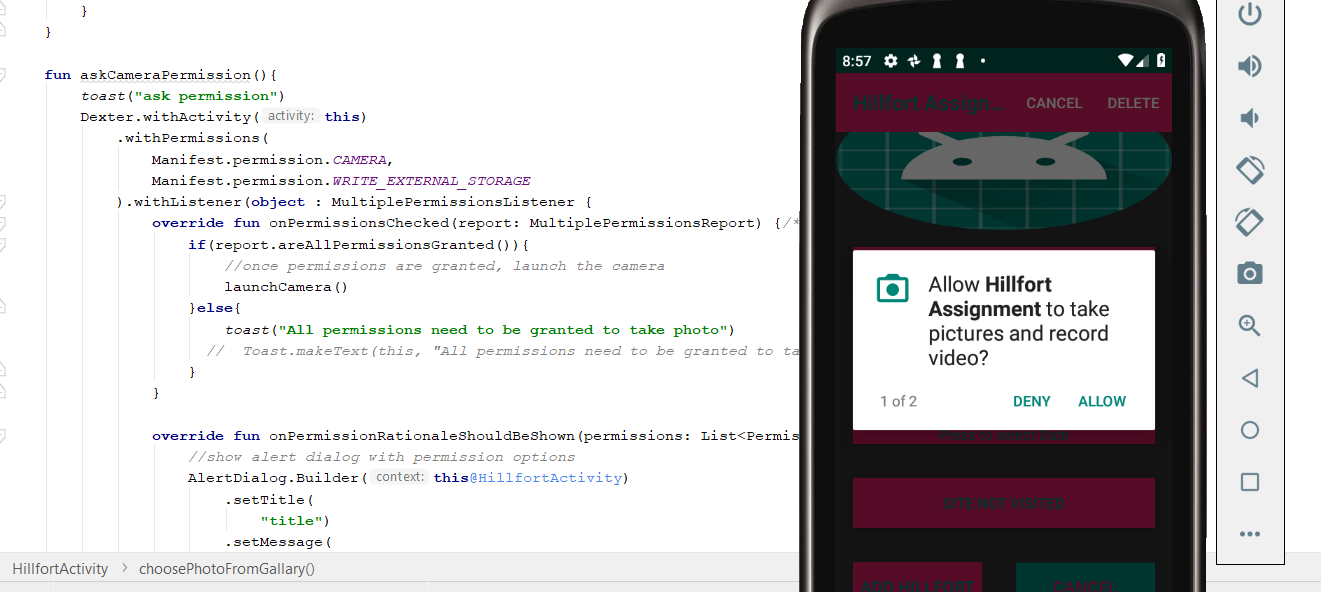 }
}
fun askCameraPermission(){
toast("ask permission")
Dexter.withActivity( activity: this)
.withPermissions(
Manifest.permission.CAMERA,
Manifest.permission.WRITE_EXTERNAL_STORAGE
).withListener(object : MultiplePermissionsListener {
override fun onPermissionsChecked(report: MultiplePermissionsReport) {/*
if(report.areAllPermissionsGranted()){
//once permissions are granted, launch the camera
launchCamera()
}else{
toast("All permissions need to be granted to take photo")
// Toast.makeText(this, "All permissions need to be granted to ta
}
}
override fun onPermissionRationaleShouldBeShown(permissions: List<Permis
//show alert dialog with permission options
AlertDialog.Builder( context: this@HillfortActivity)
.setTitle(
"title")
.setMessage(
HillfortActivity > choosePhotoFromGallary()
8:57
Hillfort Assign... CANCEL DELETE
Allow Hillfort
Assignment to take
pictures and record
video?
1 of 2 DENY ALLOW
SITE NOT VISITED
ADD HILLFORT CANCEL